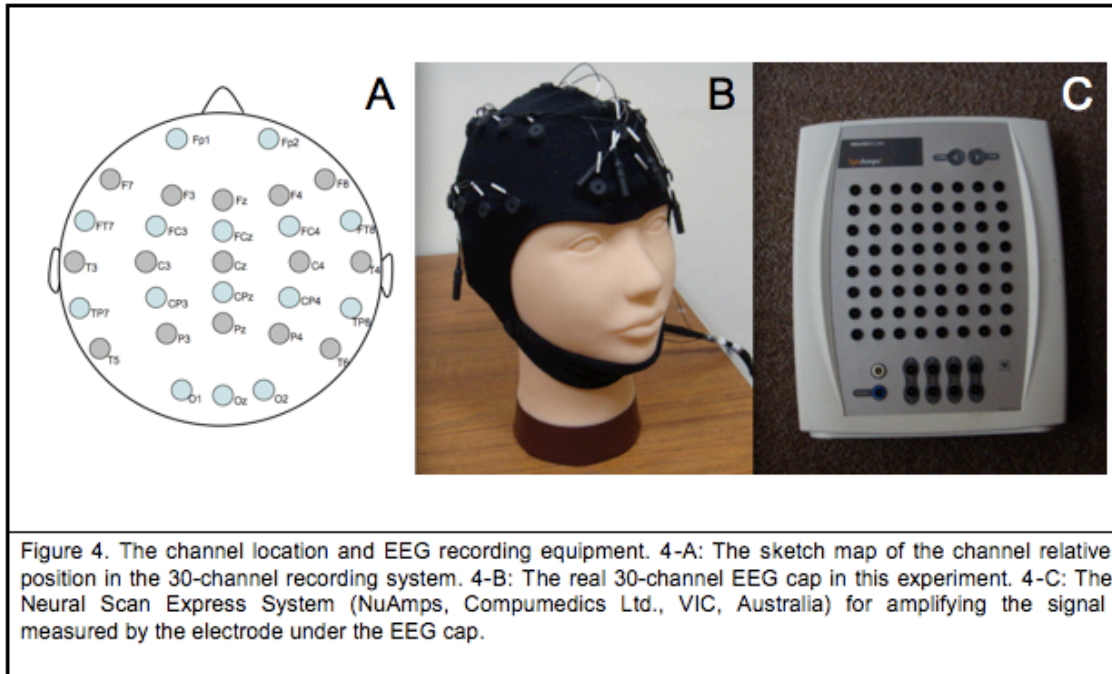 A
B
C
Fp1
Fp2
F7
F3
Fz
F4
F8
FT7
FC3
FCz
FC4
FT8
T3
C3
Cz
C4
T4
TP7
CP3
CPz
CP4
TP8
T5
P3
Pz
P4
T6
O1
Oz
O2
Figure 4. The channel location and EEG recording equipment. 4-A: The sketch map of the channel relative
position in the 30-channel recording system. 4-B: The real 30-channel EEG cap in this experiment. 4-C: The
Neural Scan Express System (NuAmps, Compumedics Ltd., VIC, Australia) for amplifying the signal
measured by the electrode under the EEG cap.